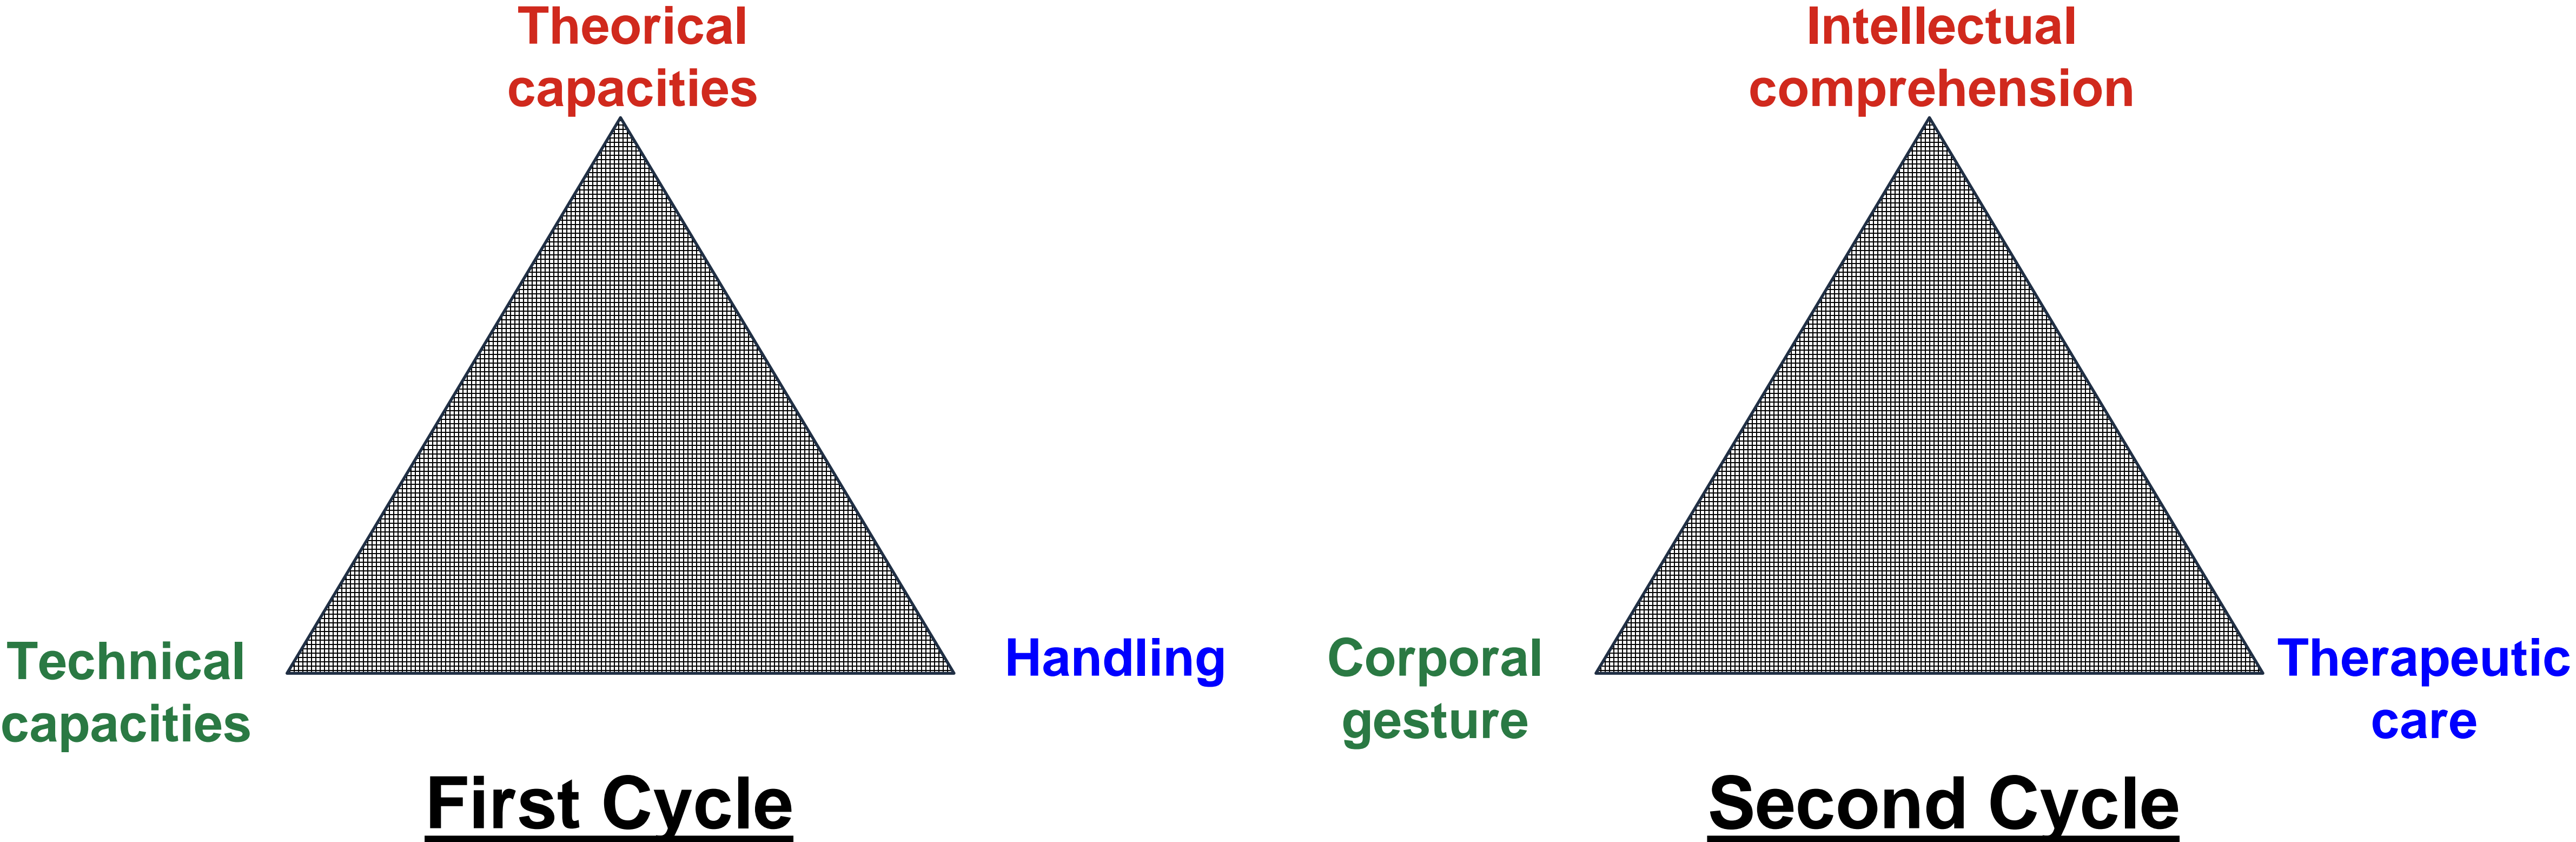 Theorical
capacities
Technical
capacities
Handling
First Cycle
Intellectual
comprehension
Corporal
gesture
Therapeutic
care
Second Cycle